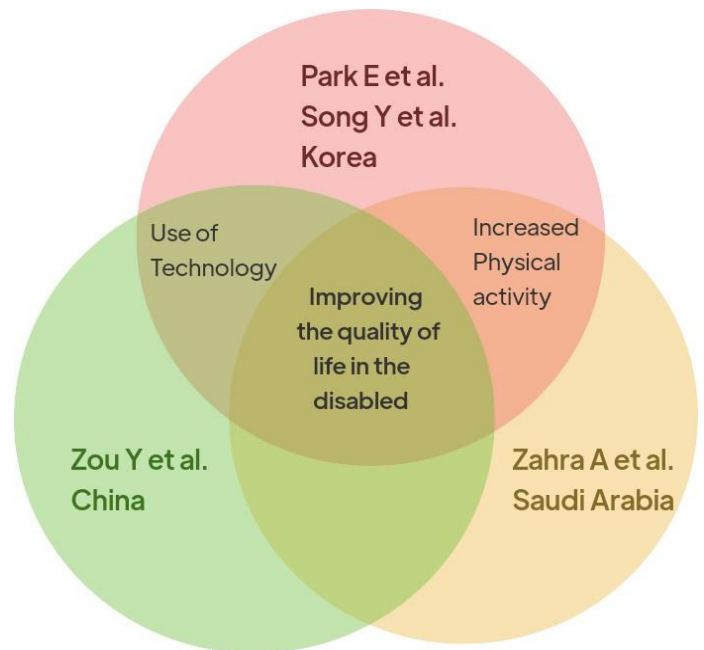 Park E et al.
Song Y et al.
Korea
Use of
Technology
Increased
Physical
activity
Improving
the quality of
life in the
disabled
Zou Y et al.
China
Zahra A et al.
Saudi Arabia